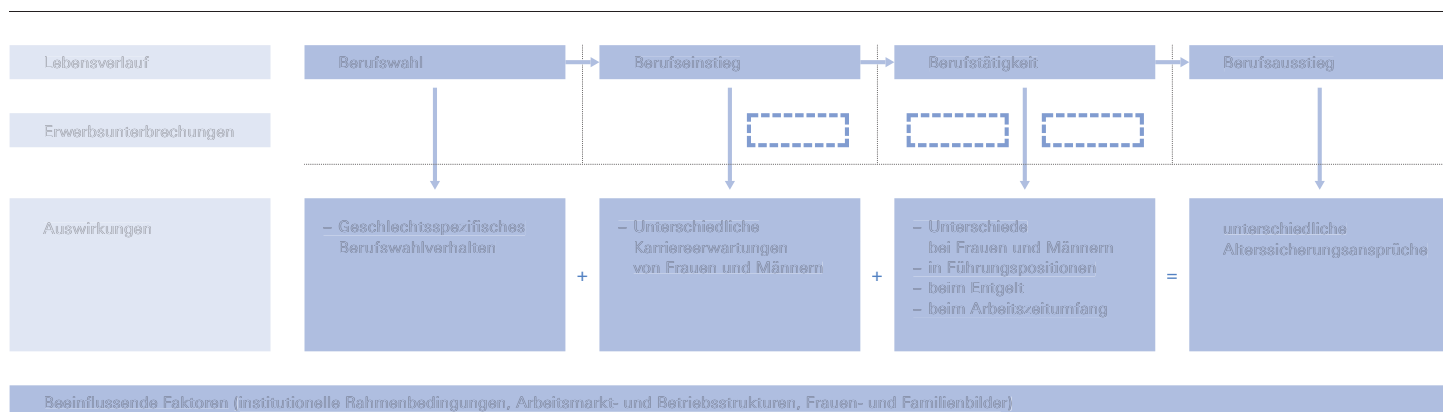 Lebensverlauf
Berufswahl
Berufseinstieg
Berufstätigkeit
Berufsausstieg
Erwerbsunterbrechungen
Auswirkungen
– Geschlechtsspezifisches
Berufswahlverhalten
+
– Unterschiedliche
Karriereerwartungen
von Frauen und Männern
+
– Unterschiede
bei Frauen und Männern
– in Führungspositionen
– beim Entgelt
– beim Arbeitszeitumfang
=
unterschiedliche
Alterssicherungsansprüche
Beeinflussende Faktoren (institutionelle Rahmenbedingungen, Arbeitsmarkt- und Betriebsstrukturen, Frauen- und Familienbilder)